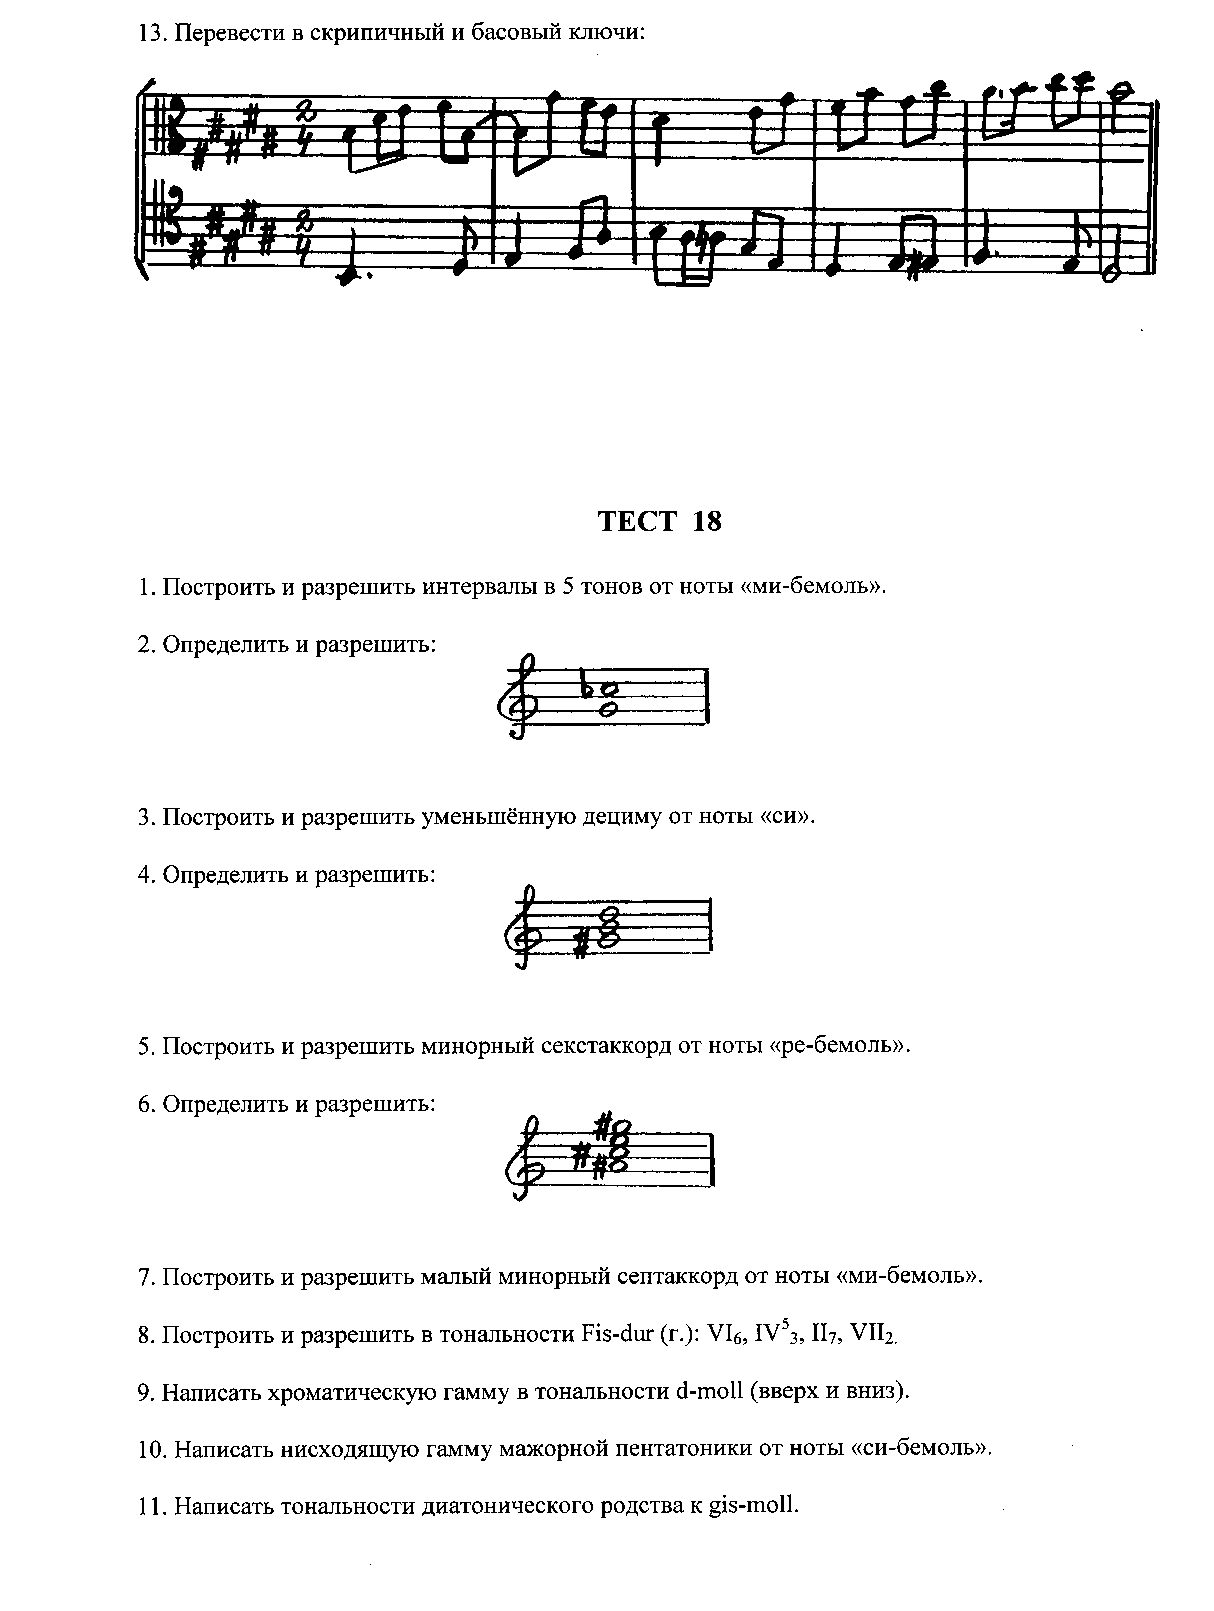 13. Перевести в скрипичный и басовый ключи:
2
4
2
4
ТЕСТ 18
1. Построить и разрешить интервалы в 5 тонов от ноты «ми-бемоль».
2. Определить и разрешить:
3. Построить и разрешить уменьшённую дециму от ноты «си».
4. Определить и разрешить:
5. Построить и разрешить минорный секстаккорд от ноты «ре-бемоль».
6. Определить и разрешить:
7. Построить и разрешить малый минорный септаккорд от ноты «ми-бемоль».
8. Построить и разрешить в тональности Fis-dur (г.): VI₆, IV⁵₃, II₇, VII₂.
9. Написать хроматическую гамму в тональности d-moll (вверх и вниз).
10. Написать нисходящую гамму мажорной пентатоники от ноты «си-бемоль».
11. Написать тональности диатонического родства к gis-moll.